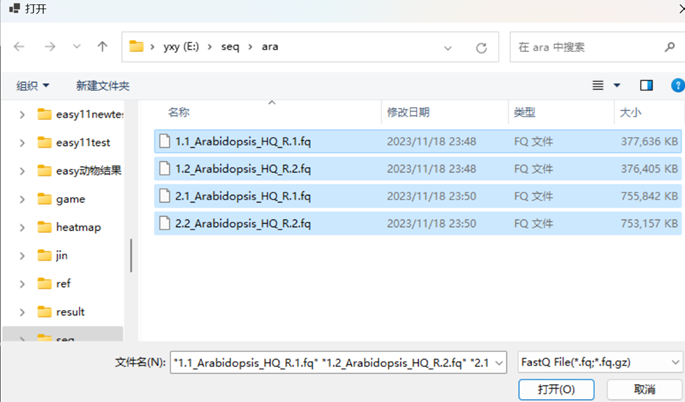 打开
yxy (E:) seq ara
在 ara 中搜索
组织 新建文件夹
名称 修改日期 类型 大小
easy11newte
easy11test
easy动物结果
game
heatmap
jin
ref
result
seq
1.1_Arabidopsis_HQ_R.1.fq 2023/11/18 23:48 FQ 文件 377,636 KB
1.2_Arabidopsis_HQ_R.2.fq 2023/11/18 23:48 FQ 文件 376,405 KB
2.1_Arabidopsis_HQ_R.1.fq 2023/11/18 23:50 FQ 文件 755,842 KB
2.2_Arabidopsis_HQ_R.2.fq 2023/11/18 23:50 FQ 文件 753,157 KB
文件名(N): "1.1_Arabidopsis_HQ_R.1.fq" "1.2_Arabidopsis_HQ_R.2.fq" "2.1 FastQ File(*.fq;*.fq.gz)
打开(O) 取消